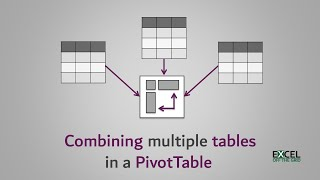 Combining multiple tables
in a PivotTable
EXCEL
OFF THE GRID